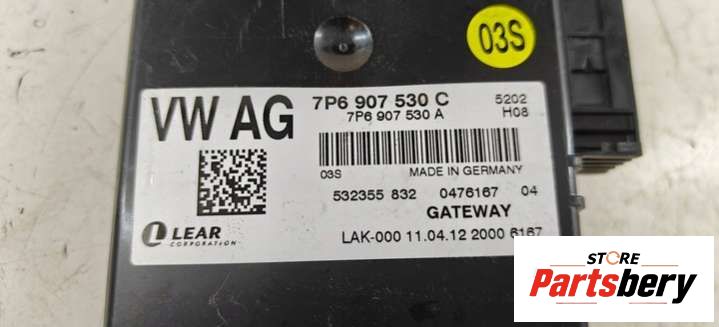 03S
VW AG
7P6 907 530 C
5202
7P6 907 530 A
H08
03S
MADE IN GERMANY
532355 832
0476167
04
GATEWAY
LEAR
CORPORATION
LAK-000 11.04.12 2000 6167
STORE
Partsbery